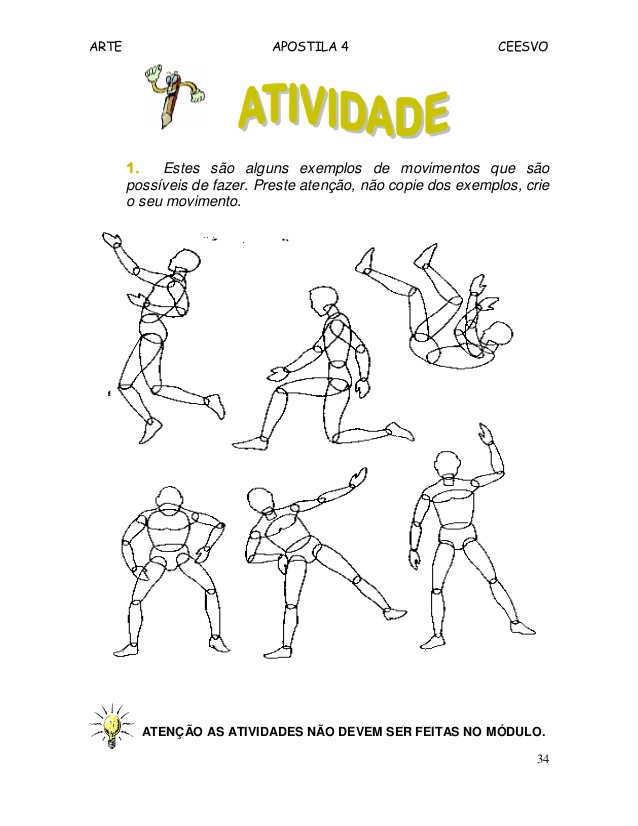 ARTE APOSTILA 4 CEESVO
ATIVIDADE
1. Estes são alguns exemplos de movimentos que são
possíveis de fazer. Preste atenção, não copie dos exemplos, crie
o seu movimento.
ATENÇÃO AS ATIVIDADES NÃO DEVEM SER FEITAS NO MÓDULO.
34